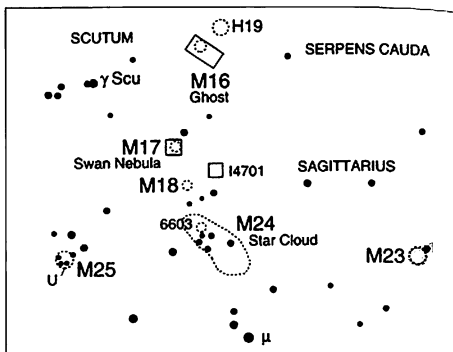 H19
SCUTUM
SERPENS CAUDA
γ Scu
M16
Ghost
M17
Swan Nebula
I4701
SAGITTARIUS
M18
6603
M24
Star Cloud
M23
M25
U
μ